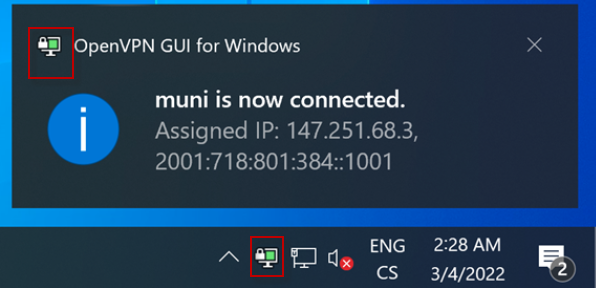 OpenVPN GUI for Windows
muni is now connected.
Assigned IP: 147.251.68.3,
2001:718:801:384::1001
ENG
CS
2:28 AM
3/4/2022
2